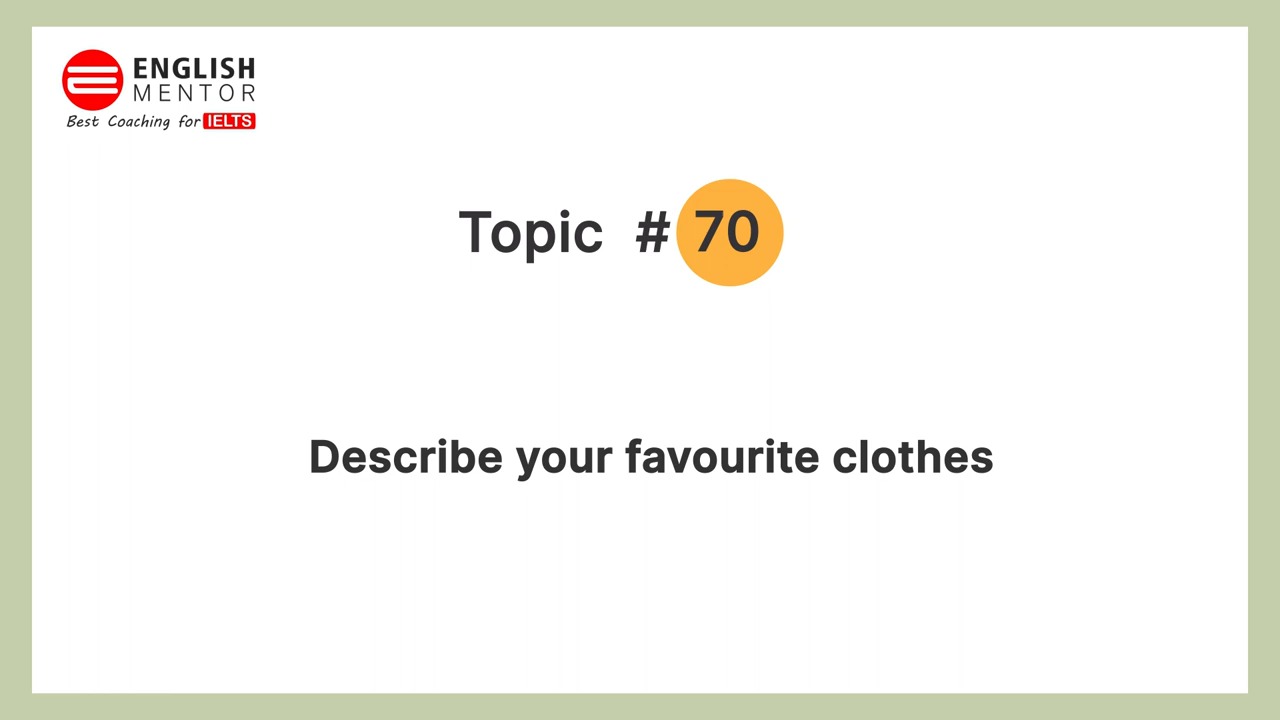 ENGLISH
MENTOR
Best Coaching for IELTS
Topic # 70
Describe your favourite clothes